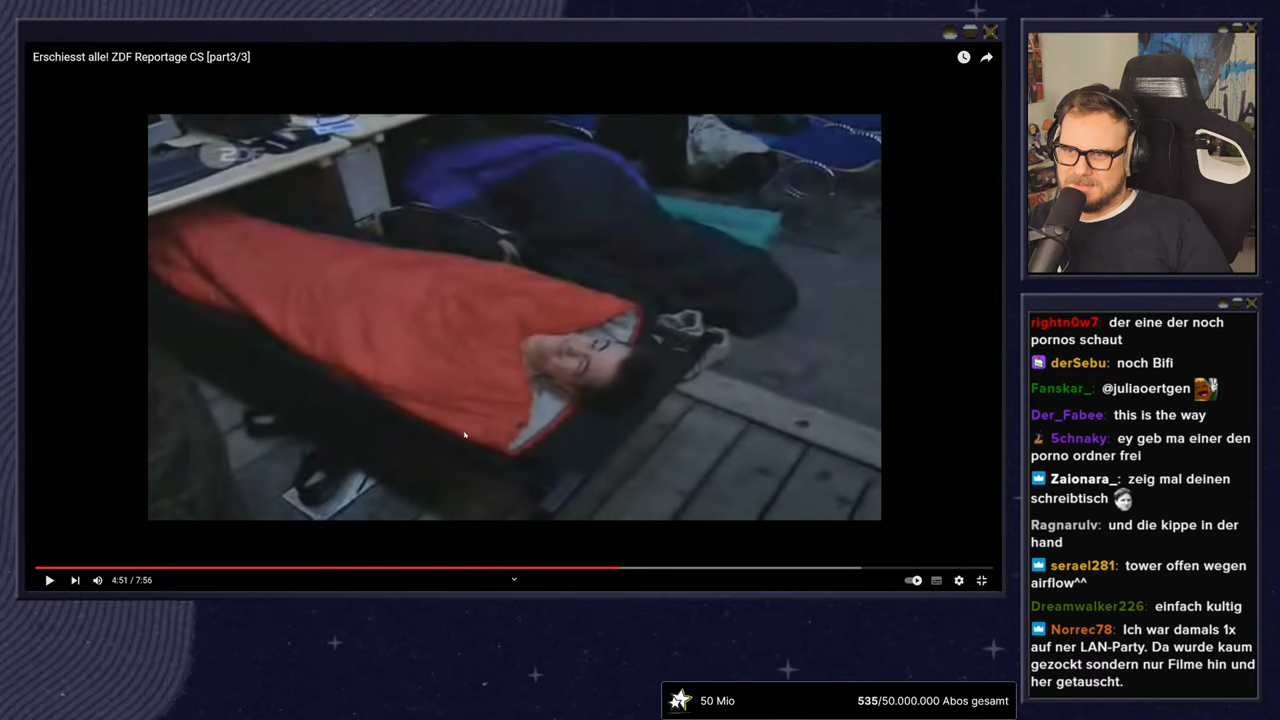 Erschiesst alle! ZDF Reportage CS [part3/3]
ZDF
4:51 / 7:56
rightn0w7: der eine der noch
pornos schaut
derSebu: noch Bifi
Fanskar_: @juliaoertgen
Der_Fabee: this is the way
5chnaky: ey geb ma einer den
porno ordner frei
Zaionara_: zeig mal deinen
schreibtisch
Ragnarulv: und die kippe in der
hand
serael281: tower offen wegen
airflow^^
Dreamwalker226: einfach kultig
Norrec78: Ich war damals 1x
auf ner LAN-Party. Da wurde kaum
gezockt sondern nur Filme hin und
her getauscht.
50 Mio
535/50.000.000 Abos gesamt